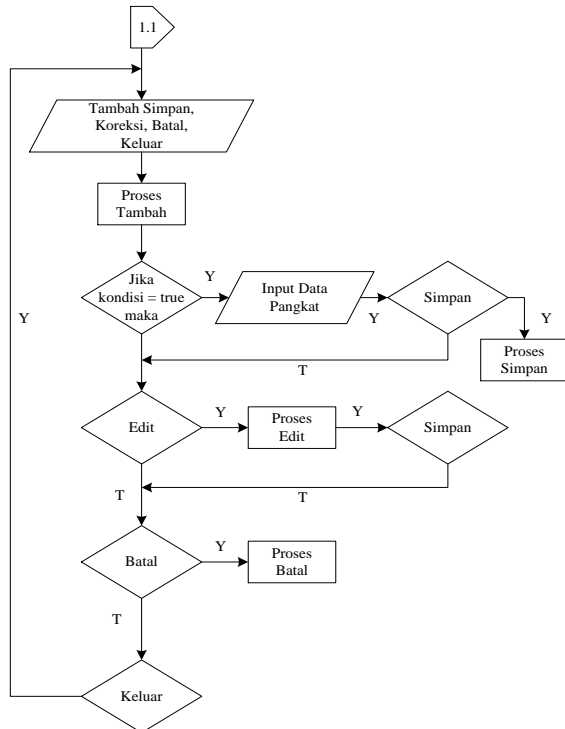 1.1
Tambah Simpan,
Koreksi, Batal,
Keluar
Proses
Tambah
Jika
kondisi = true
maka
Y
Input Data
Pangkat
Y
Simpan
Y
Proses
Simpan
Y
T
Edit
Y
Proses
Edit
Y
Simpan
T
T
Batal
Y
Proses
Batal
T
Keluar